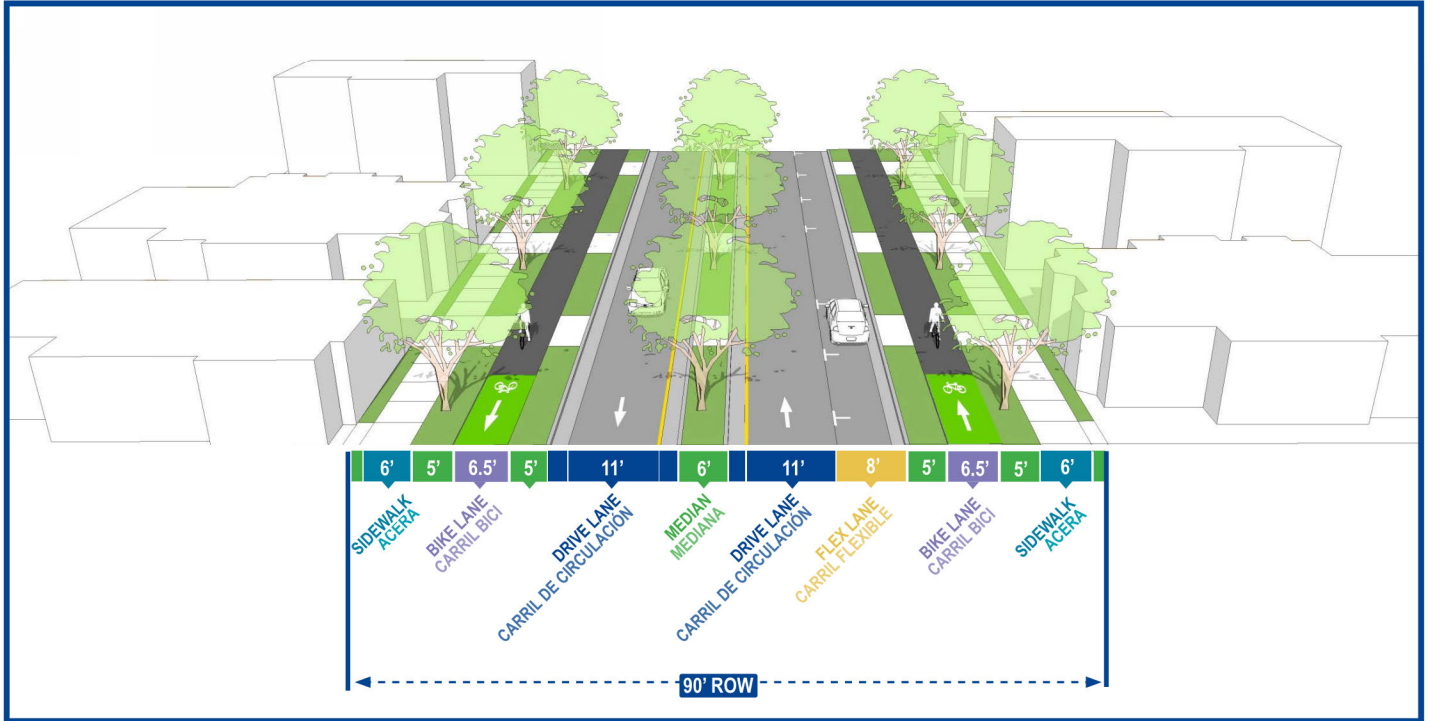 6’ 5’ 6.5’ 5’ 11’ 6’ 11’ 8’ 5’ 6.5’ 5’ 6’
SIDEWALK
ACERA
BIKE LANE
CARRIL BICI
DRIVE LANE
CARRIL DE CIRCULACIÓN
MEDIAN
MEDIANA
DRIVE LANE
CARRIL DE CIRCULACIÓN
FLEX LANE
CARRIL FLEXIBLE
BIKE LANE
CARRIL BICI
SIDEWALK
ACERA
90’ ROW